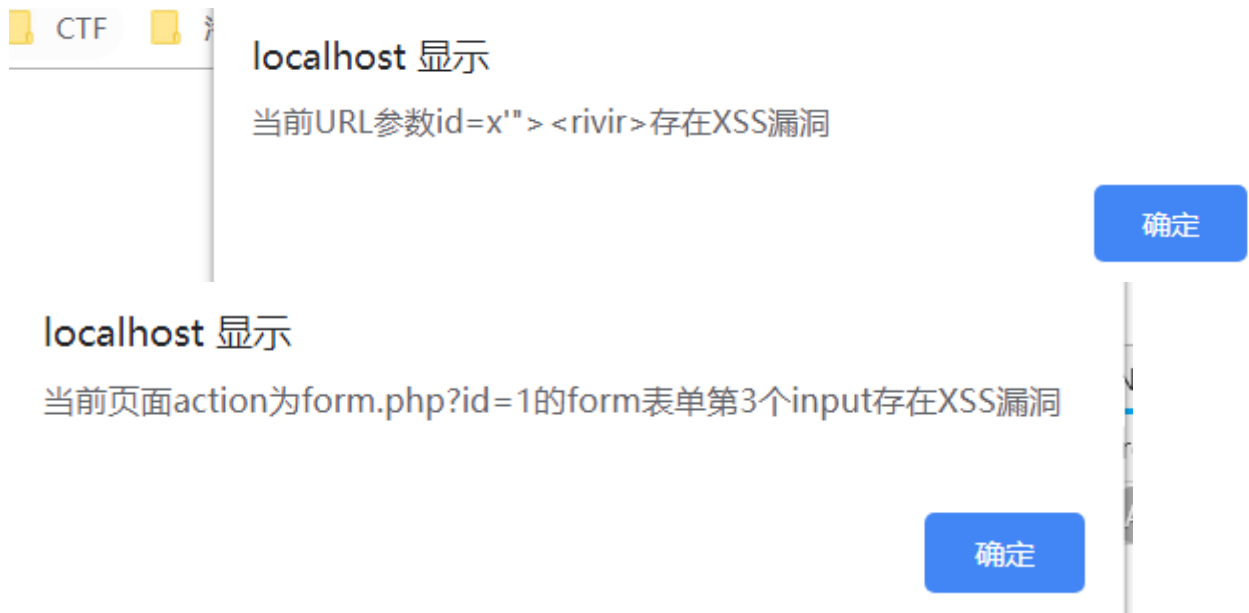 CTF
localhost 显示
当前URL参数id=x'"><rivir>存在XSS漏洞
确定
localhost 显示
当前页面action为form.php?id=1的form表单第3个input存在XSS漏洞
确定